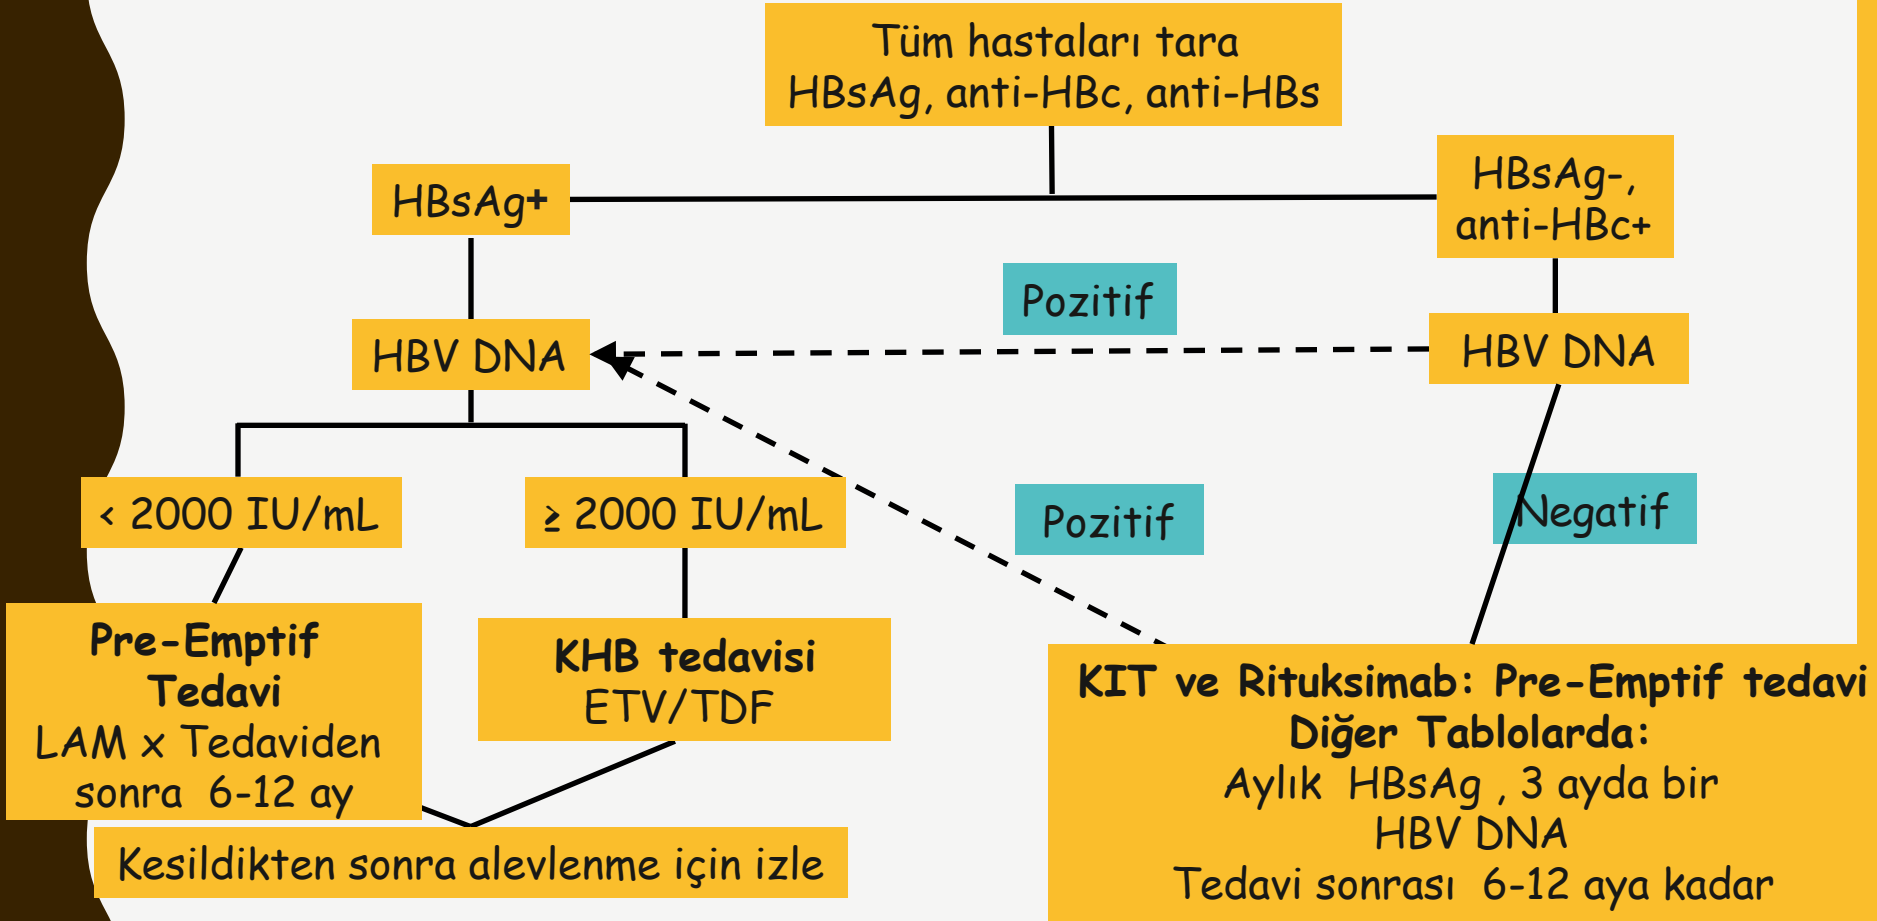 Tüm hastaları tara
HBsAg, anti-HBc, anti-HBs
HBsAg+
HBsAg-,
anti-HBc+
Pozitif
HBV DNA
HBV DNA
< 2000 IU/mL
≥ 2000 IU/mL
Pozitif
Negatif
Pre-Emptif
Tedavi
LAM x Tedaviden
sonra 6-12 ay
KHB tedavisi
ETV/TDF
KIT ve Rituksimab: Pre-Emptif tedavi
Diğer Tablolarda:
Aylık HBsAg , 3 ayda bir
HBV DNA
Tedavi sonrası 6-12 aya kadar
Kesildikten sonra alevlenme için izle